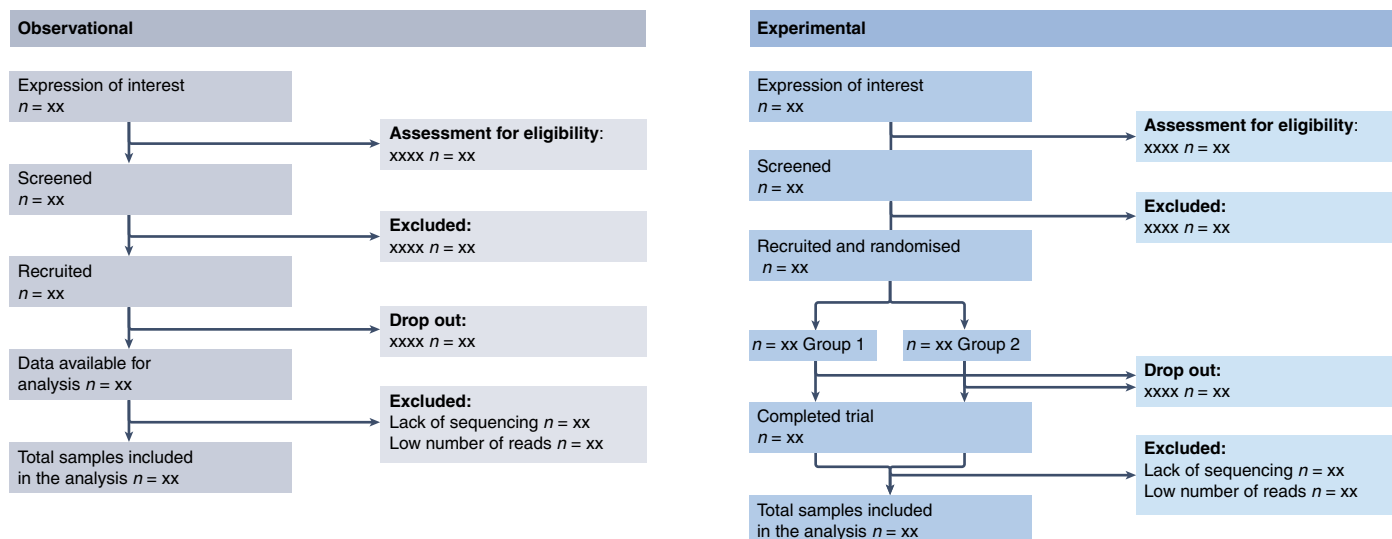 Observational
Expression of interest
n = xx
Assessment for eligibility:
xxxx n = xx
Screened
n = xx
Excluded:
xxxx n = xx
Recruited
n = xx
Drop out:
xxxx n = xx
Data available for
analysis n = xx
Excluded:
Lack of sequencing n = xx
Low number of reads n = xx
Total samples included
in the analysis n = xx
Experimental
Expression of interest
n = xx
Assessment for eligibility:
xxxx n = xx
Screened
n = xx
Excluded:
xxxx n = xx
Recruited and randomised
n = xx
n = xx Group 1
n = xx Group 2
Drop out:
xxxx n = xx
Completed trial
n = xx
Excluded:
Lack of sequencing n = xx
Low number of reads n = xx
Total samples included
in the analysis n = xx